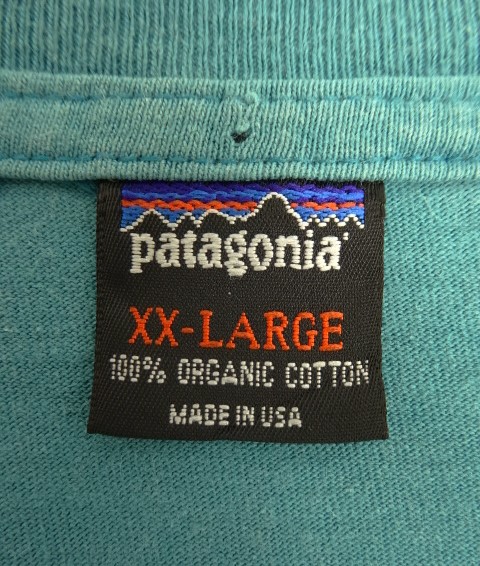 patagonia
XX-LARGE
100% ORGANIC COTTON
MADE IN USA